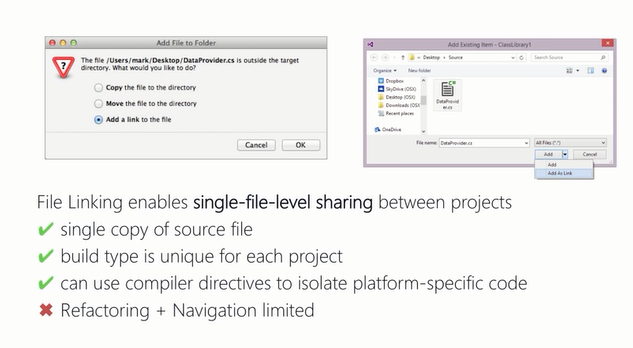 Add File to Folder
The file /Users/mark/Desktop/DataProvider.cs is outside the target
directory. What would you like to do?
Copy the file to the directory
Move the file to the directory
Add a link to the file
Cancel
OK
Add Existing Item - ClassLibrary1
Desktop
Source
Search Source
Organize
New folder
Dropbox
SkyDrive (OSX)
Desktop (OSX)
Downloads (OSX)
Recent places
OneDrive
DataProvid
er.cs
File name:
DataProvider.cs
All Files (*.*)
Add
Cancel
Add
Add As Link
File Linking enables single-file-level sharing between projects
✔ single copy of source file
✔ build type is unique for each project
✔ can use compiler directives to isolate platform-specific code
✖ Refactoring + Navigation limited